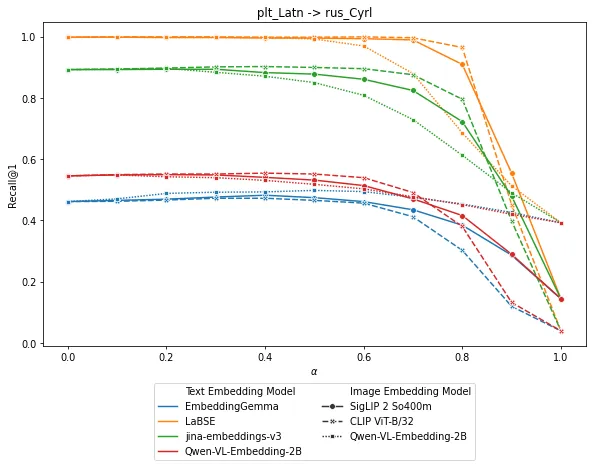 plt_Latn -> rus_Cyrl
Recall@1
1.0
0.8
0.6
0.4
0.2
0.0
0.0 0.2 0.4 0.6 0.8 1.0
α
Text Embedding Model Image Embedding Model
EmbeddingGemma SigLIP 2 So400m
LaBSE CLIP ViT-B/32
jina-embeddings-v3 Qwen-VL-Embedding-2B
Qwen-VL-Embedding-2B